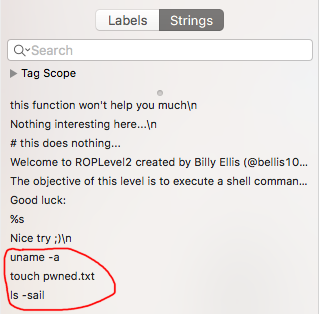 Labels Strings
Search
Tag Scope
this function won't help you much\n
Nothing interesting here...\n
# this does nothing...
Welcome to ROPLevel2 created by Billy Ellis (@bellis10...
The objective of this level is to execute a shell comman...
Good luck:
%s
Nice try ;)\n
uname -a
touch pwned.txt
ls -sail